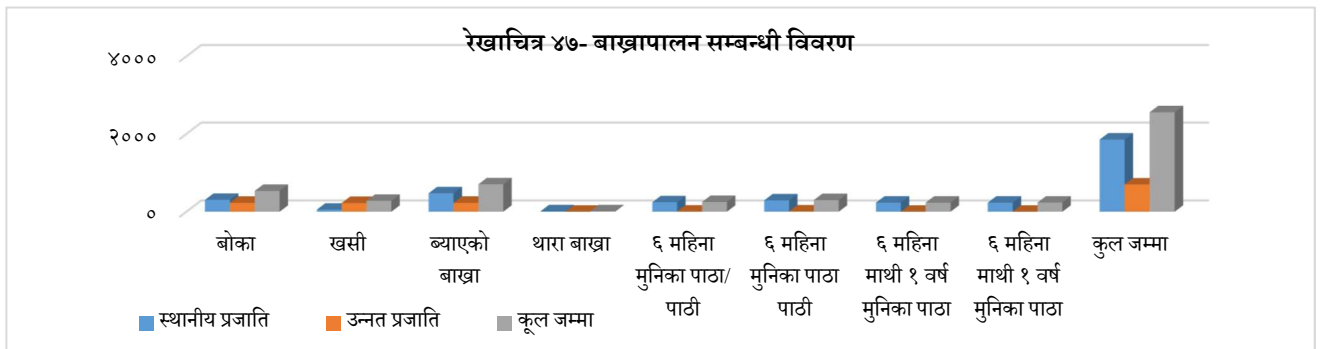 रेखाचित्र ४७- बाख्रापालन सम्बन्धी विवरण
४०००
२०००
०
बोका
खसी
ब्याएको
बाख्रा
थारा बाख्रा
६ महिना
मुनिका पाठा/
पाठी
६ महिना
मुनिका पाठा
पाठी
६ महिना
माथी १ वर्ष
मुनिका पाठा
६ महिना
माथी १ वर्ष
मुनिका पाठा
कुल जम्मा
स्थानीय प्रजाति
उन्नत प्रजाति
कूल जम्मा